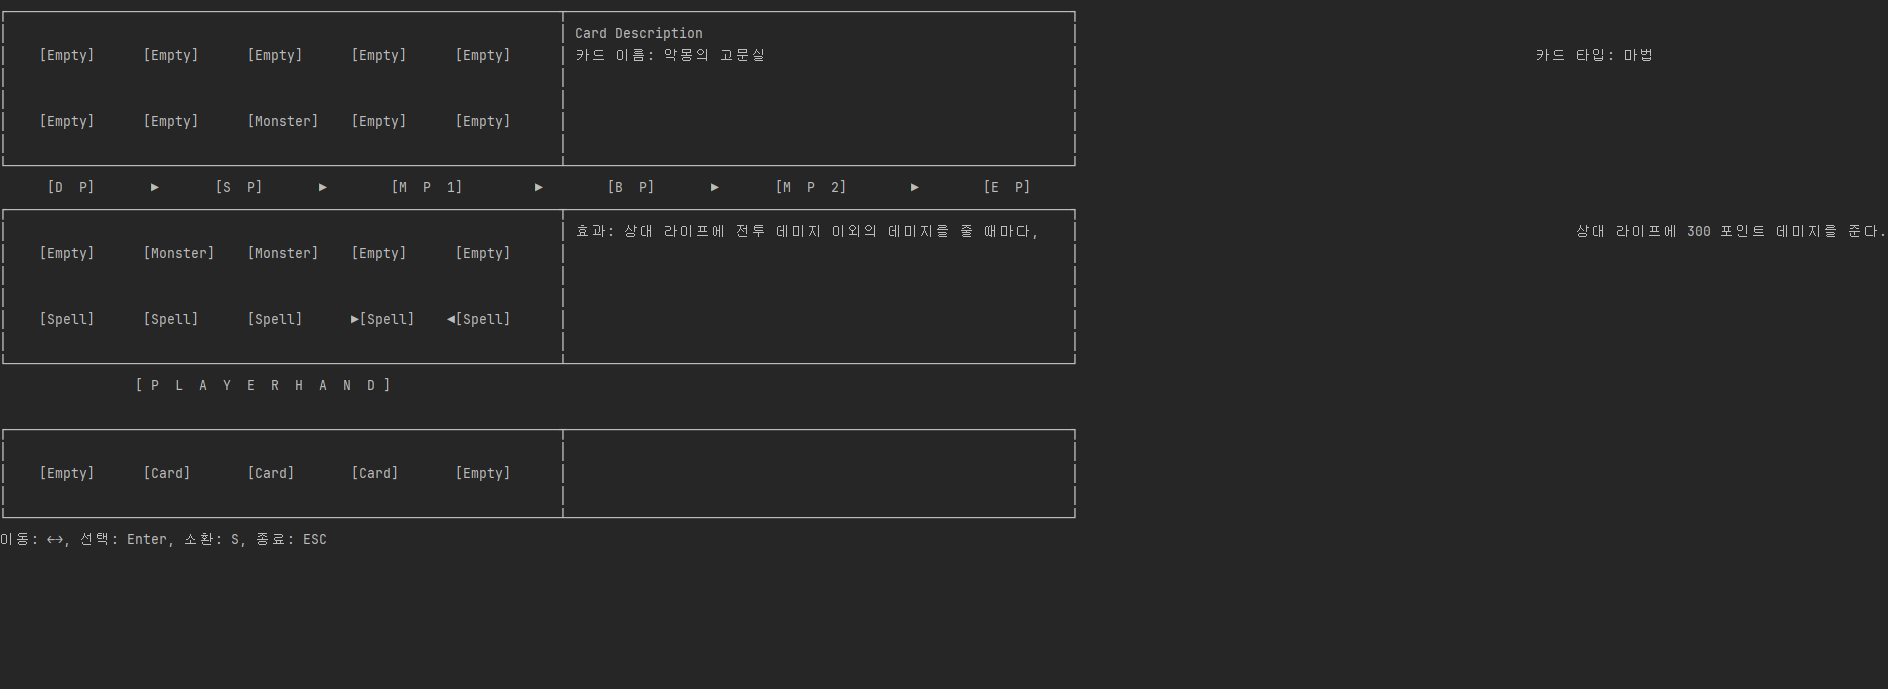 Card Description
[Empty] [Empty] [Empty] [Empty] [Empty] 카드 이름: 악몽의 고문실 카드 타입: 마법
[Empty] [Empty] [Monster] [Empty] [Empty]
[D P] ► [S P] ► [M P 1] ► [B P] ► [M P 2] ► [E P]
효과: 상대 라이프에 전투 데미지 이외의 데미지를 줄 때마다, 상대 라이프에 300 포인트 데미지를 준다.
[Empty] [Monster] [Monster] [Empty] [Empty]
[Spell] [Spell] [Spell] ►[Spell] ◄[Spell]
[ P L A Y E R H A N D ]
[Empty] [Card] [Card] [Card] [Empty]
이동: ↔, 선택: Enter, 소환: S, 종료: ESC